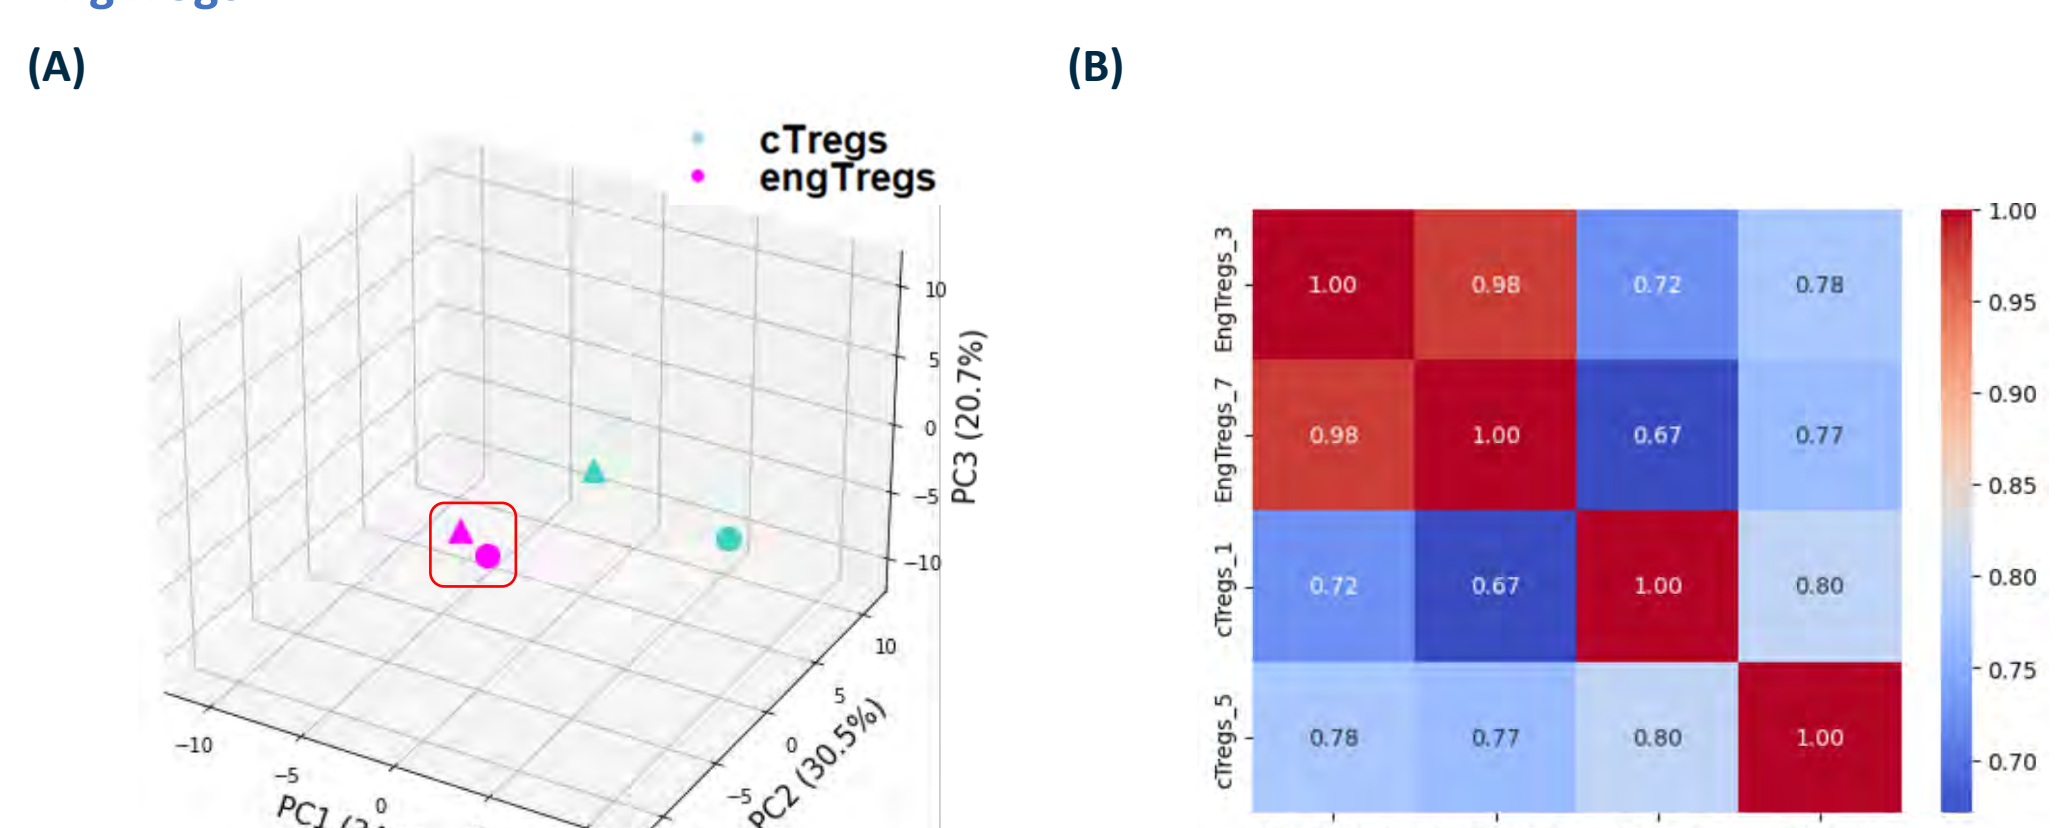 (A)
(B)
cTregs
engTregs
10
5
0
−5
−10
PC3 (20.7%)
10
5
0
−5
PC2 (30.5%)
−10
−5
0
PC1
EngTregs_3
EngTregs_7
cTregs_1
cTregs_5
1.00 0.98 0.72 0.78
0.98 1.00 0.67 0.77
0.72 0.67 1.00 0.80
0.78 0.77 0.80 1.00
1.00
0.95
0.90
0.85
0.80
0.75
0.70